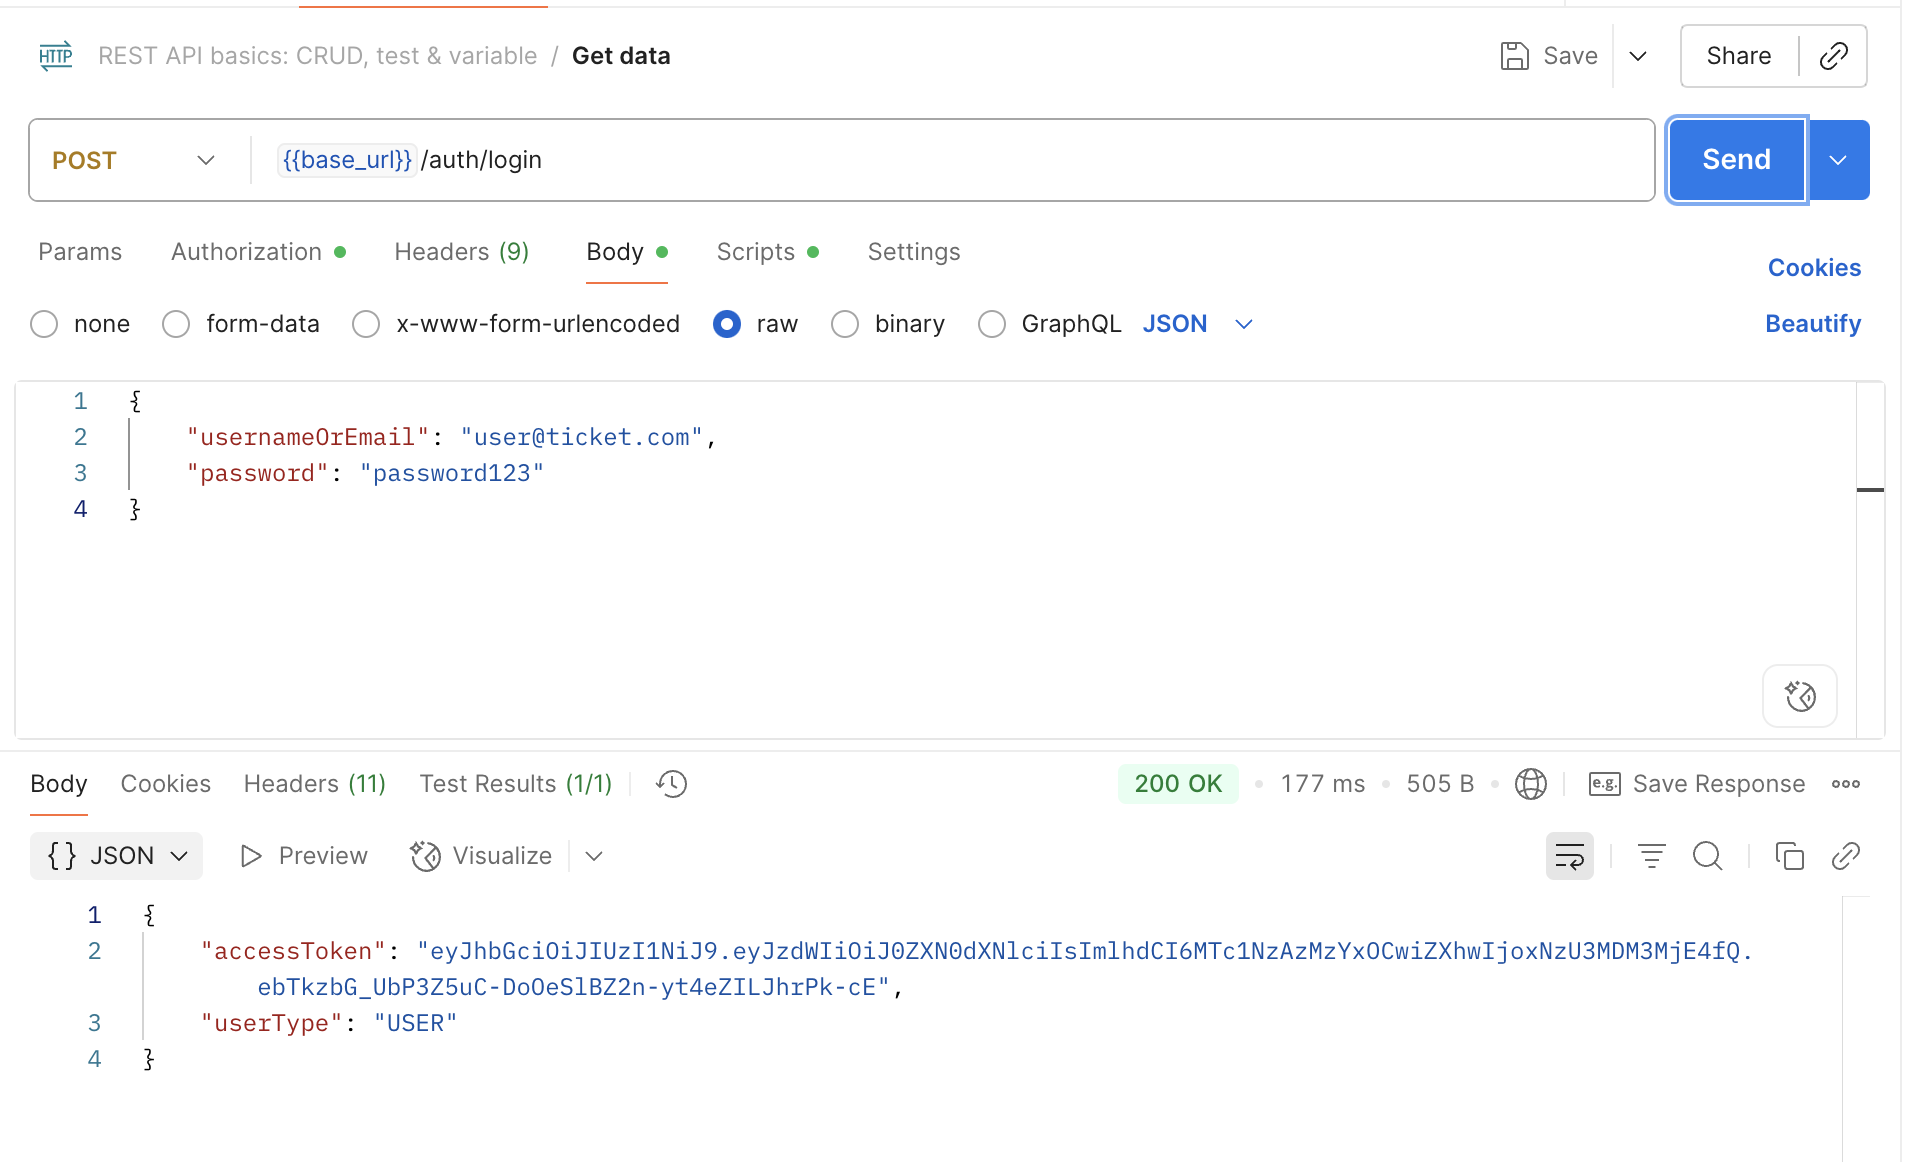 HTTP REST API basics: CRUD, test & variable / Get data Save Share
POST {{base_url}}/auth/login Send
Params Authorization Headers (9) Body Scripts Settings Cookies
none form-data x-www-form-urlencoded raw binary GraphQL JSON Beautify
1 {
2 "usernameOrEmail": "user@ticket.com",
3 "password": "password123"
4 }
Body Cookies Headers (11) Test Results (1/1) 200 OK • 177 ms • 505 B • e.g. Save Response
{} JSON Preview Visualize
1 {
2 "accessToken": "eyJhbGciOiJIUzI1NiJ9.eyJzdWIiOiJ0ZXN0dXNlciIsImlhdCI6MTc1NzAzMzYxOCwiZXhwIjoxNzU3MDM3MjE4fQ.
ebTkzbG_UbP3Z5uC-DoOeSlBZ2n-yt4eZILJhrPk-cE",
3 "userType": "USER"
4 }